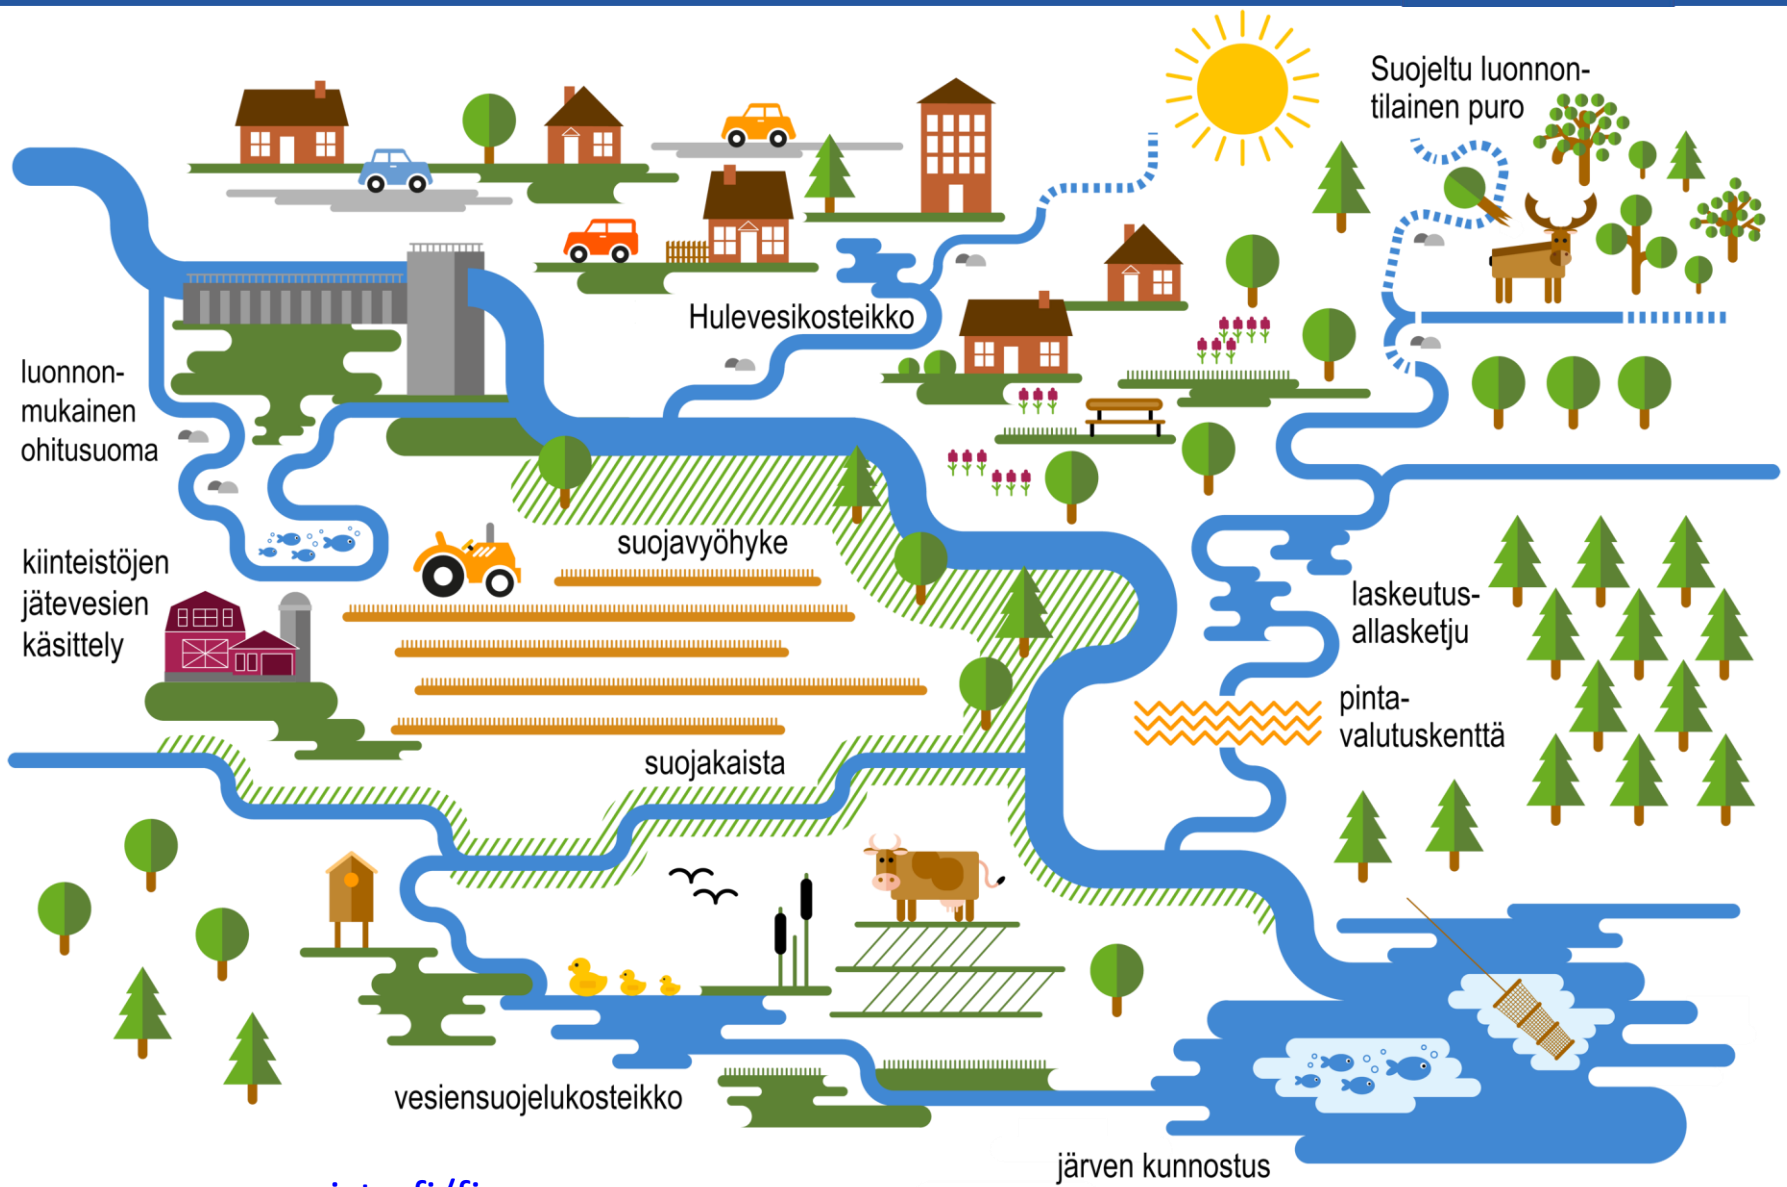 Suojeltu luonnon-
tilainen puro
Hulevesikosteikko
luonnon-
mukainen
ohitusuoma
suojavyöhyke
kiinteistöjen
jätevesien
käsittely
laskeutus-
allasketju
pinta-
valutuskenttä
suojakaista
vesiensuojelukosteikko
järven kunnostus